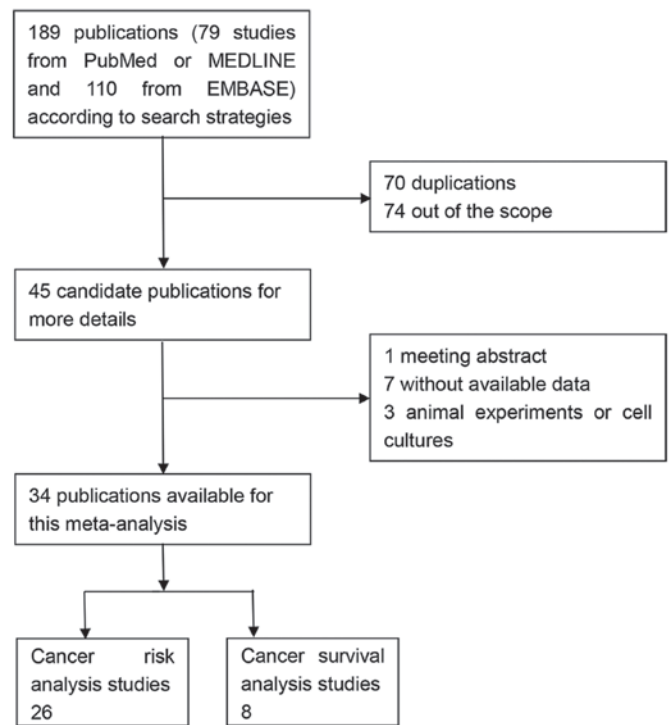 189 publications (79 studies
from PubMed or MEDLINE
and 110 from EMBASE)
according to search strategies
70 duplications
74 out of the scope
45 candidate publications for
more details
1 meeting abstract
7 without available data
3 animal experiments or cell
cultures
34 publications available for
this meta-analysis
Cancer risk
analysis studies
26
Cancer survival
analysis studies
8